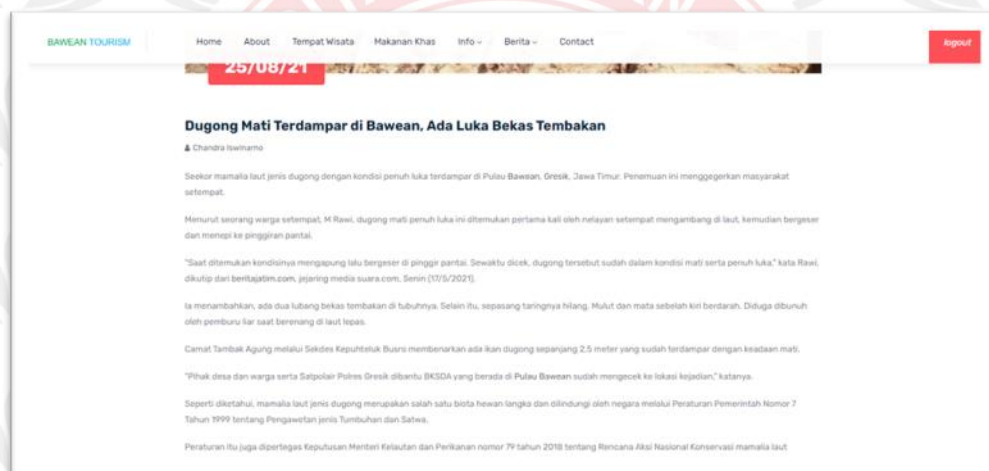 BAWEAN TOURISM
Home About Tempat Wisata Makanan Khas Info Berita Contact
logout
25/08/21
Dugong Mati Terdampar di Bawean, Ada Luka Bekas Tembakan
Chandra Iswinarno
Seekor mamalia laut jenis dugong dengan kondisi penuh luka terdampar di Pulau Bawean, Gresik, Jawa Timur. Penemuan ini menggegerkan masyarakat
setempat.
Menurut seorang warga setempat, M Rawi, dugong mati penuh luka ini ditemukan pertama kali oleh nelayan setempat mengambang di laut, kemudian bergeser
dan menepi ke pinggiran pantai.
"Saat ditemukan kondisinya mengapung lalu bergeser di pinggir pantai. Sewaktu dicek, dugong tersebut sudah dalam kondisi mati serta penuh luka," kata Rawi,
dikutip dari beritajatim.com, jejaring media suara.com, Senin (17/5/2021).
Ia menambahkan, ada dua lubang bekas tembakan di tubuhnya. Selain itu, sepasang taringnya hilang. Mulut dan mata sebelah kiri berdarah. Diduga dibunuh
oleh pemburu liar saat berenang di laut lepas.
Camat Tambak Agung melalui Sekdes Kepuhteluk Busro membenarkan ada ikan dugong sepanjang 2.5 meter yang sudah terdampar dengan keadaan mati.
"Pihak desa dan warga serta Satpolair Polres Gresik dibantu BKSDA yang berada di Pulau Bawean sudah mengecek ke lokasi kejadian," katanya.
Seperti diketahui, mamalia laut jenis dugong merupakan salah satu biota hewan langka dan dilindungi oleh negara melalui Peraturan Pemerintah Nomor 7
Tahun 1999 tentang Pengawetan jenis Tumbuhan dan Satwa.
Peraturan itu juga dipertegas Keputusan Menteri Kelautan dan Perikanan nomor 79 tahun 2018 tentang Rencana Aksi Nasional Konservasi mamalia laut